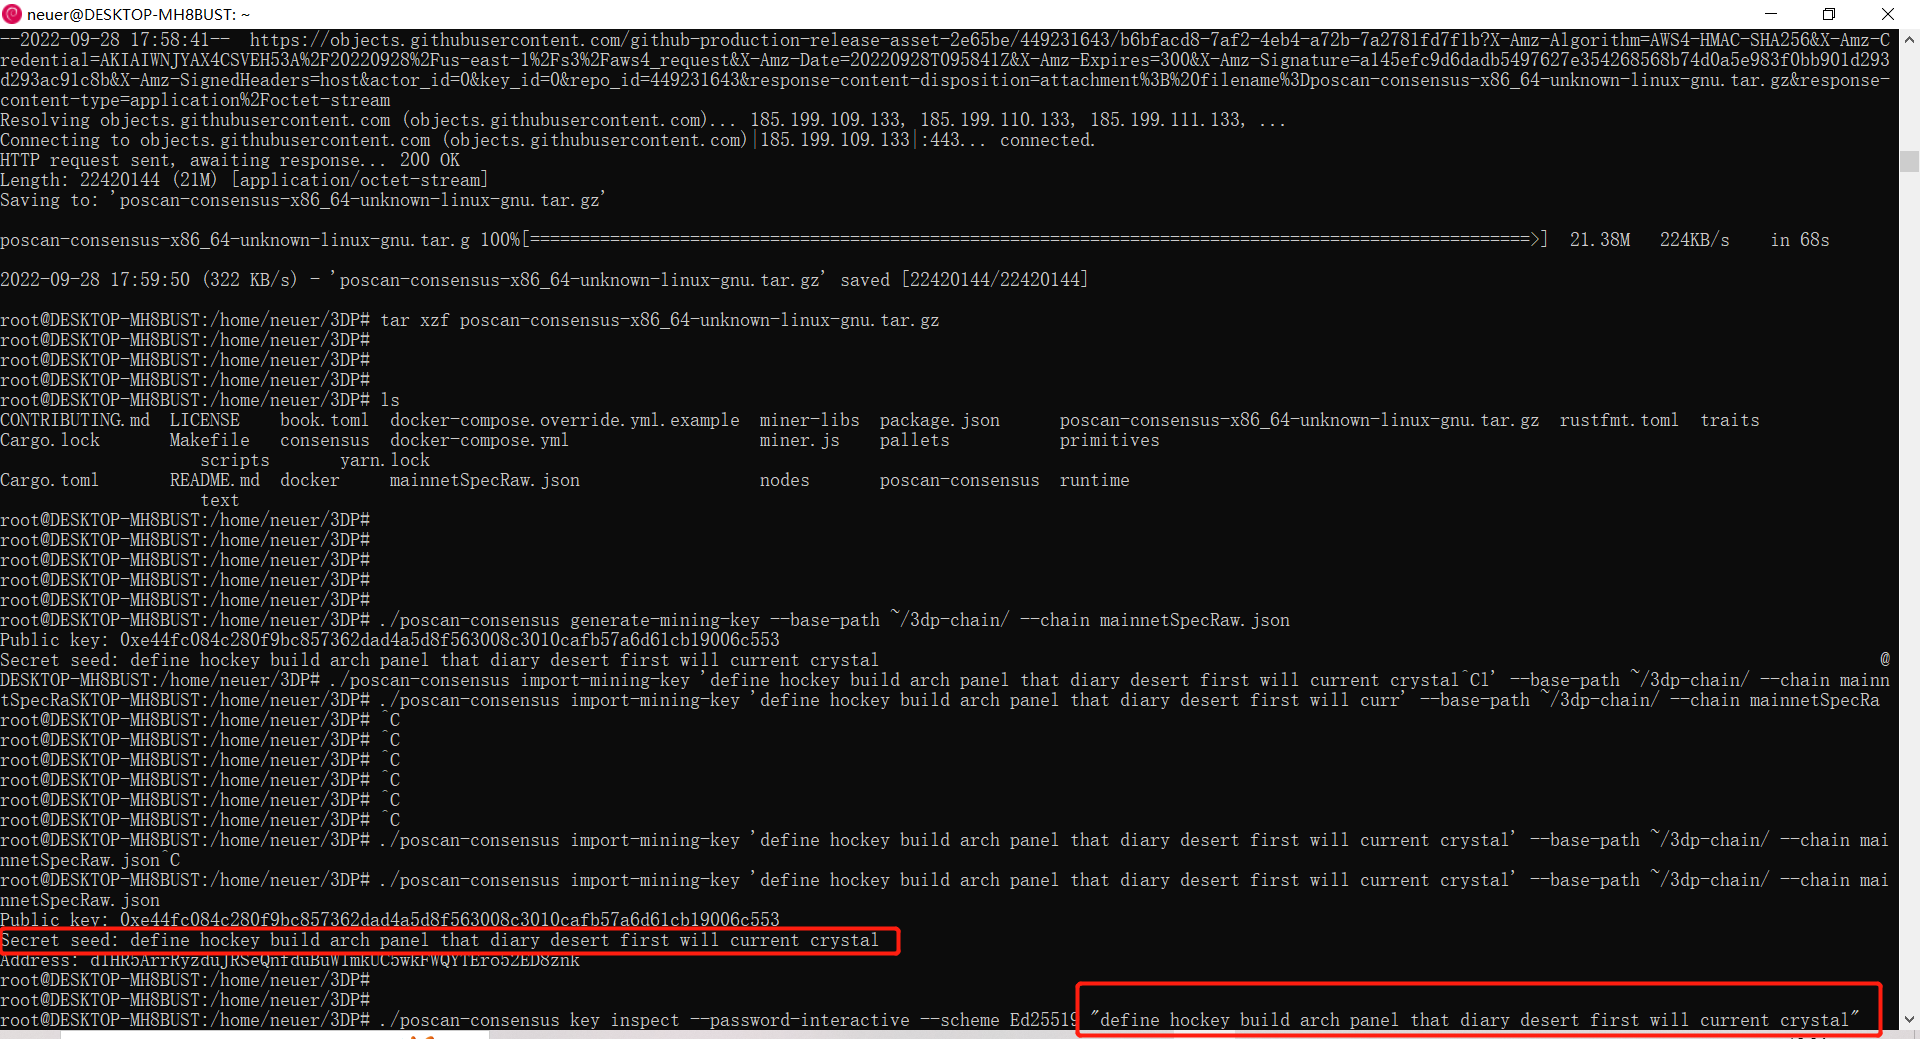 neuer@DESKTOP-MH8BUST: ~
--2022-09-28 17:58:41--  https://objects.githubusercontent.com/github-production-release-asset-2e65be/449231643/b6bfacd8-7af2-4eb4-a72b-7a2781fd7f1b?X-Amz-Algorithm=AWS4-HMAC-SHA256&X-Amz-C
redential=AKIAIWNJYAX4CSVEH53A%2F20220928%2Fus-east-1%2Fs3%2Faws4_request&X-Amz-Date=20220928T095841Z&X-Amz-Expires=300&X-Amz-Signature=a145efc9d6dadb5497627e354268568b74d0a5e983f0bb901d293
d293ac91c8b&X-Amz-SignedHeaders=host&actor_id=0&key_id=0&repo_id=449231643&response-content-disposition=attachment%3B%20filename%3Dposcan-consensus-x86_64-unknown-linux-gnu.tar.gz&response-
content-type=application%2Foctet-stream
Resolving objects.githubusercontent.com (objects.githubusercontent.com)... 185.199.109.133, 185.199.110.133, 185.199.111.133, ...
Connecting to objects.githubusercontent.com (objects.githubusercontent.com)|185.199.109.133|:443... connected.
HTTP request sent, awaiting response... 200 OK
Length: 22420144 (21M) [application/octet-stream]
Saving to: 'poscan-consensus-x86_64-unknown-linux-gnu.tar.gz'
poscan-consensus-x86_64-unknown-linux-gnu.tar.g 100%[====================================================================================================>]  21.38M   224KB/s    in 68s
2022-09-28 17:59:50 (322 KB/s) - 'poscan-consensus-x86_64-unknown-linux-gnu.tar.gz' saved [22420144/22420144]
root@DESKTOP-MH8BUST:/home/neuer/3DP# tar xzf poscan-consensus-x86_64-unknown-linux-gnu.tar.gz
root@DESKTOP-MH8BUST:/home/neuer/3DP#
root@DESKTOP-MH8BUST:/home/neuer/3DP#
root@DESKTOP-MH8BUST:/home/neuer/3DP#
root@DESKTOP-MH8BUST:/home/neuer/3DP# ls
CONTRIBUTING.md  LICENSE    book.toml  docker-compose.override.yml.example  miner-libs  package.json      poscan-consensus-x86_64-unknown-linux-gnu.tar.gz  rustfmt.toml  traits
Cargo.lock       Makefile   consensus  docker-compose.yml                   miner.js    pallets           primitives
scripts       yarn.lock
Cargo.toml       README.md  docker     mainnetSpecRaw.json                  nodes       poscan-consensus  runtime
text
root@DESKTOP-MH8BUST:/home/neuer/3DP#
root@DESKTOP-MH8BUST:/home/neuer/3DP#
root@DESKTOP-MH8BUST:/home/neuer/3DP#
root@DESKTOP-MH8BUST:/home/neuer/3DP#
root@DESKTOP-MH8BUST:/home/neuer/3DP#
root@DESKTOP-MH8BUST:/home/neuer/3DP# ./poscan-consensus generate-mining-key --base-path ~/3dp-chain/ --chain mainnetSpecRaw.json
Public key: 0xe44fc084c280f9bc857362dad4a5d8f563008c3010cafb57a6d61cb19006c553
Secret seed: define hockey build arch panel that diary desert first will current crystal @
DESKTOP-MH8BUST:/home/neuer/3DP# ./poscan-consensus import-mining-key 'define hockey build arch panel that diary desert first will current crystal^Cl' --base-path ~/3dp-chain/ --chain mainn
tSpecRaSKTOP-MH8BUST:/home/neuer/3DP# ./poscan-consensus import-mining-key 'define hockey build arch panel that diary desert first will curr' --base-path ~/3dp-chain/ --chain mainnetSpecRa
root@DESKTOP-MH8BUST:/home/neuer/3DP# ^C
root@DESKTOP-MH8BUST:/home/neuer/3DP# ^C
root@DESKTOP-MH8BUST:/home/neuer/3DP# ^C
root@DESKTOP-MH8BUST:/home/neuer/3DP# ^C
root@DESKTOP-MH8BUST:/home/neuer/3DP# ^C
root@DESKTOP-MH8BUST:/home/neuer/3DP# ^C
root@DESKTOP-MH8BUST:/home/neuer/3DP# ./poscan-consensus import-mining-key 'define hockey build arch panel that diary desert first will current crystal' --base-path ~/3dp-chain/ --chain mai
nnetSpecRaw.json^C
root@DESKTOP-MH8BUST:/home/neuer/3DP# ./poscan-consensus import-mining-key 'define hockey build arch panel that diary desert first will current crystal' --base-path ~/3dp-chain/ --chain mai
nnetSpecRaw.json
Public key: 0xe44fc084c280f9bc857362dad4a5d8f563008c3010cafb57a6d61cb19006c553
Secret seed: define hockey build arch panel that diary desert first will current crystal
Address:
root@DESKTOP-MH8BUST:/home/neuer/3DP#
root@DESKTOP-MH8BUST:/home/neuer/3DP#
root@DESKTOP-MH8BUST:/home/neuer/3DP# ./poscan-consensus key inspect --password-interactive --scheme Ed25519 "define hockey build arch panel that diary desert first will current crystal"